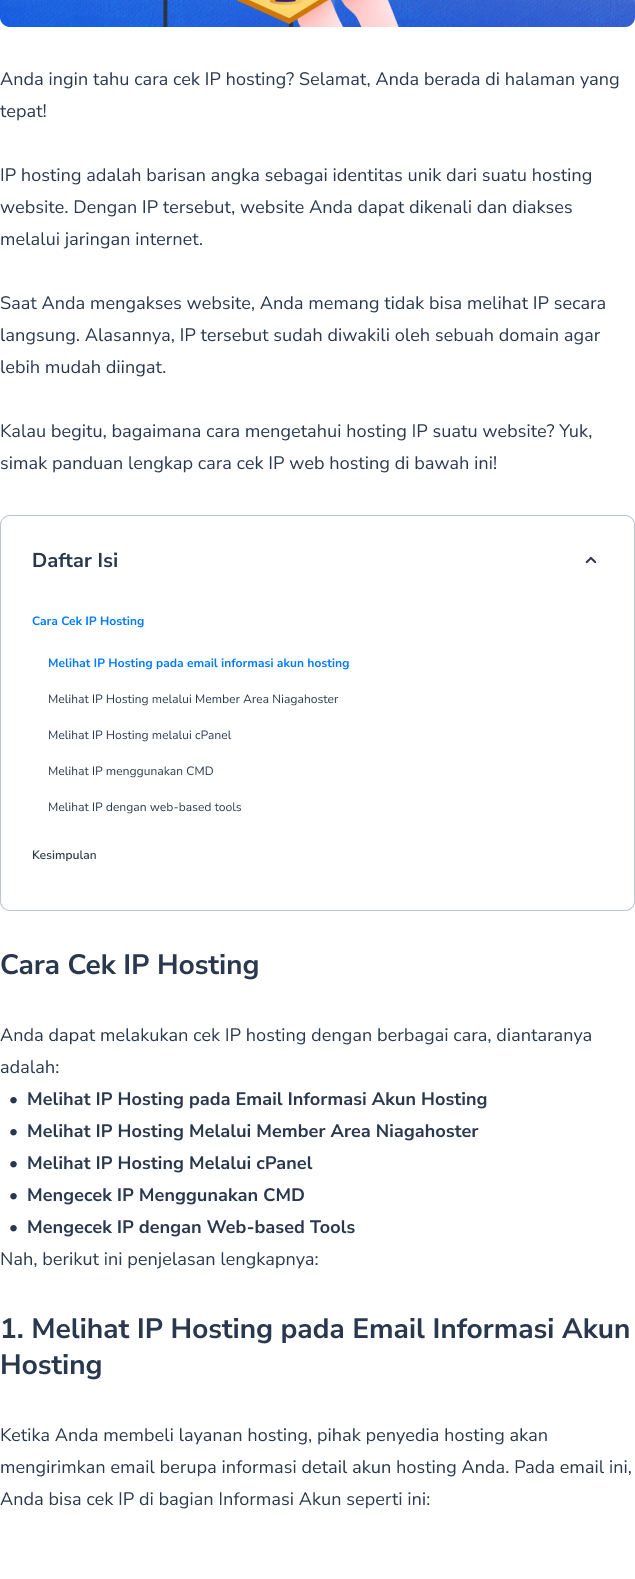 Anda ingin tahu cara cek IP hosting? Selamat, Anda berada di halaman yang
tepat!
IP hosting adalah barisan angka sebagai identitas unik dari suatu hosting
website. Dengan IP tersebut, website Anda dapat dikenali dan diakses
melalui jaringan internet.
Saat Anda mengakses website, Anda memang tidak bisa melihat IP secara
langsung. Alasannya, IP tersebut sudah diwakili oleh sebuah domain agar
lebih mudah diingat.
Kalau begitu, bagaimana cara mengetahui hosting IP suatu website? Yuk,
simak panduan lengkap cara cek IP web hosting di bawah ini!
Daftar Isi
Cara Cek IP Hosting
Melihat IP Hosting pada email informasi akun hosting
Melihat IP Hosting melalui Member Area Niagahoster
Melihat IP Hosting melalui cPanel
Melihat IP menggunakan CMD
Melihat IP dengan web-based tools
Kesimpulan
Cara Cek IP Hosting
Anda dapat melakukan cek IP hosting dengan berbagai cara, diantaranya
adalah:
• Melihat IP Hosting pada Email Informasi Akun Hosting
• Melihat IP Hosting Melalui Member Area Niagahoster
• Melihat IP Hosting Melalui cPanel
• Mengecek IP Menggunakan CMD
• Mengecek IP dengan Web-based Tools
Nah, berikut ini penjelasan lengkapnya:
1. Melihat IP Hosting pada Email Informasi Akun
Hosting
Ketika Anda membeli layanan hosting, pihak penyedia hosting akan
mengirimkan email berupa informasi detail akun hosting Anda. Pada email ini,
Anda bisa cek IP di bagian Informasi Akun seperti ini: